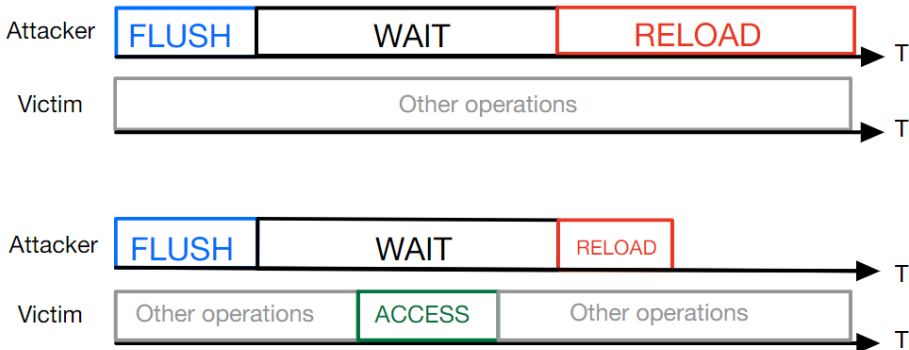 Attacker FLUSH WAIT RELOAD T
Victim Other operations T
Attacker FLUSH WAIT RELOAD T
Victim Other operations ACCESS Other operations T